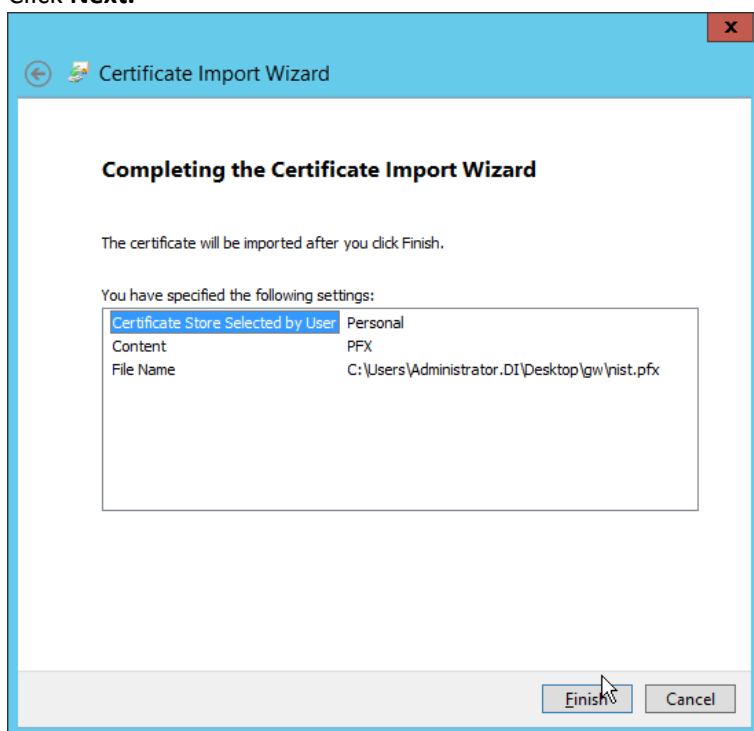 Click Next.
x
Certificate Import Wizard
Completing the Certificate Import Wizard
The certificate will be imported after you click Finish.
You have specified the following settings:
Certificate Store Selected by User Personal
Content PFX
File Name C:\Users\Administrator.DI\Desktop\gw\nist.pfx
Finish Cancel